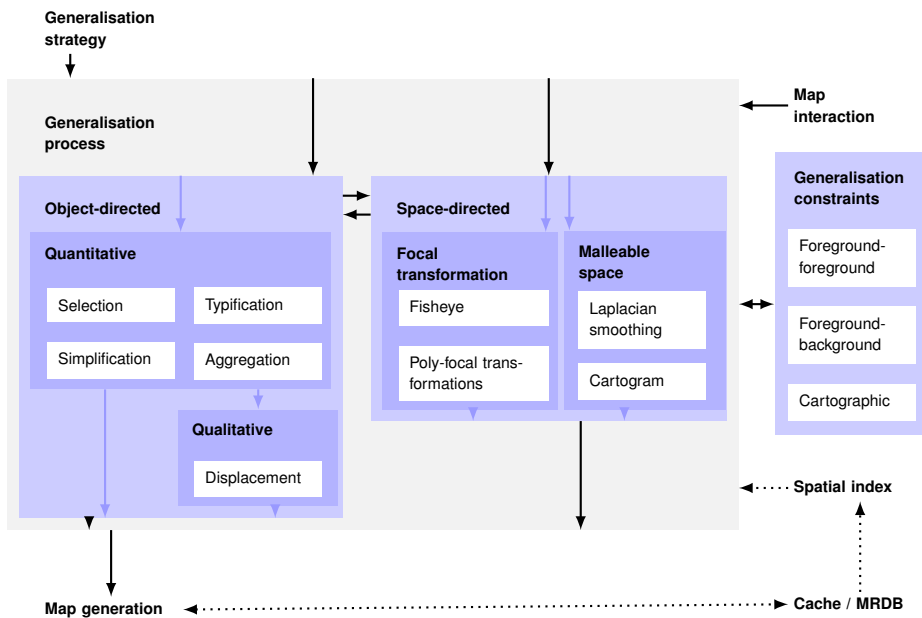 Generalisation
strategy
Map
interaction
Generalisation
process
Generalisation
constraints
Object-directed
Space-directed
Quantitative
Focal
transformation
Malleable
space
Foreground-
foreground
Selection
Typification
Fisheye
Laplacian
smoothing
Foreground-
background
Simplification
Aggregation
Poly-focal trans-
formations
Cartogram
Cartographic
Qualitative
Displacement
Spatial index
Map generation
Cache / MRDB